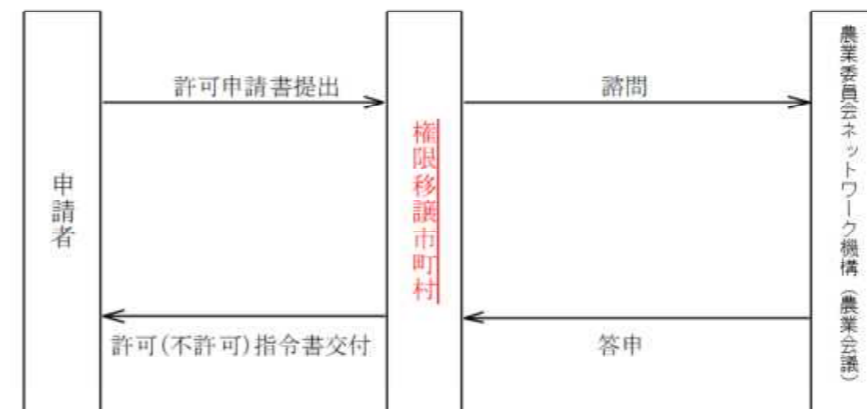 申請者
許可申請書提出
許可(不許可)指令書交付
権限移譲市町村
諮問
答申
農業委員会ネットワーク機構(農業会議)